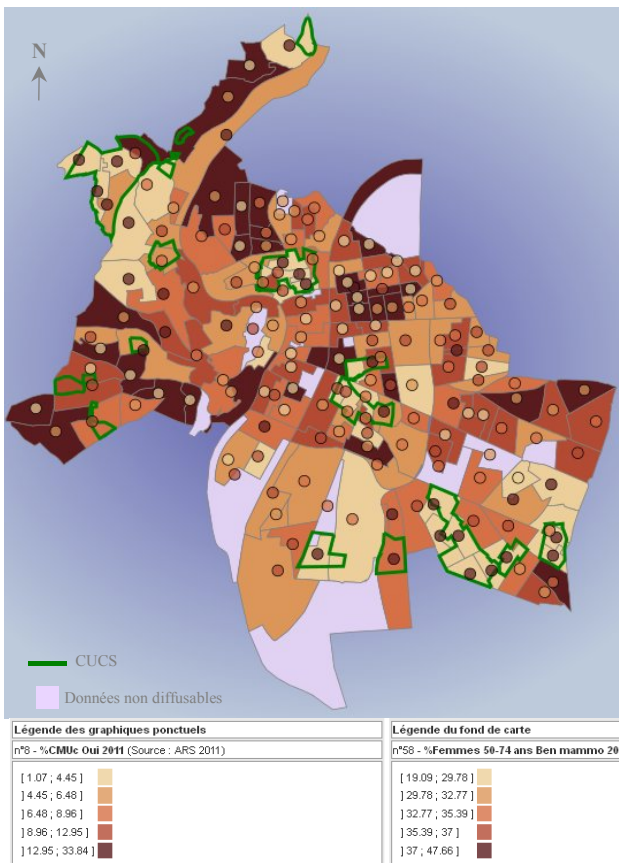 N
CUCS
Données non diffusables
Légende des graphiques ponctuels
n°8 - %CMUc Oui 2011 (Source : ARS 2011)
[ 1.07 ; 4.45 ]
] 4.45 ; 6.48 ]
] 6.48 ; 8.96 ]
] 8.96 ; 12.95 ]
] 12.95 ; 33.84 ]
Légende du fond de carte
n°58 - %Femmes 50-74 ans Ben mammo 20
[ 19.09 ; 29.78 ]
] 29.78 ; 32.77 ]
] 32.77 ; 35.39 ]
] 35.39 ; 37 ]
] 37 ; 47.66 ]